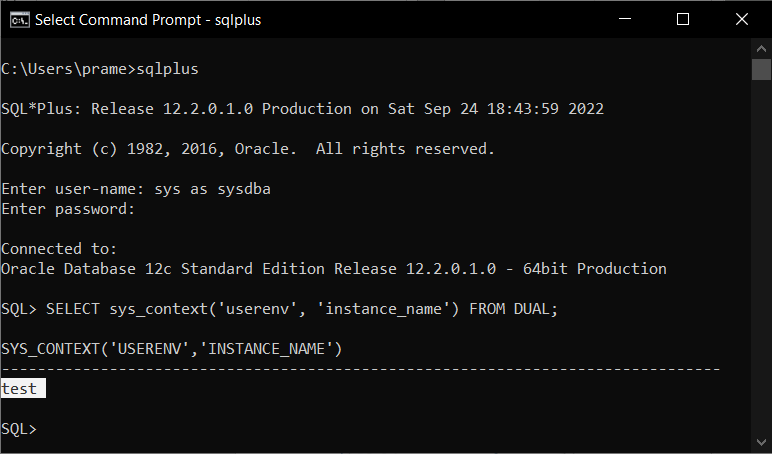 Select Command Prompt - sqlplus
C:\Users\prame>sqlplus
SQL*Plus: Release 12.2.0.1.0 Production on Sat Sep 24 18:43:59 2022
Copyright (c) 1982, 2016, Oracle.  All rights reserved.
Enter user-name: sys as sysdba
Enter password:
Connected to:
Oracle Database 12c Standard Edition Release 12.2.0.1.0 - 64bit Production
SQL> SELECT sys_context('userenv', 'instance_name') FROM DUAL;
SYS_CONTEXT('USERENV','INSTANCE_NAME')
--------------------------------------------------------------------------------
test
SQL>